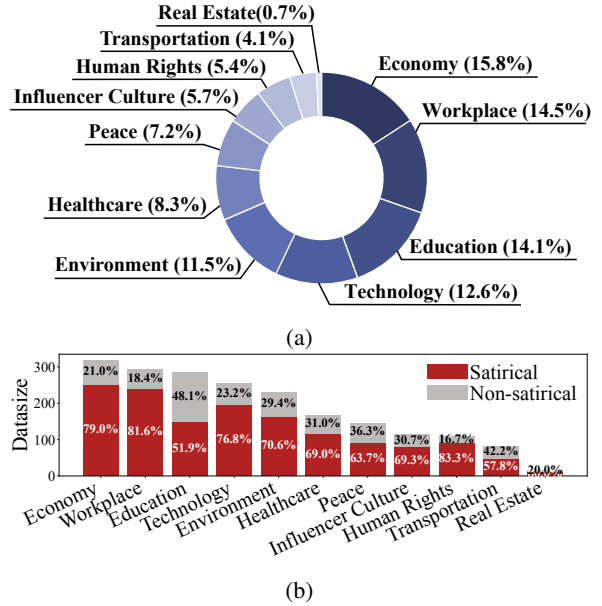 Real Estate(0.7%)
Transportation (4.1%)
Human Rights (5.4%)
Influencer Culture (5.7%)
Peace (7.2%)
Healthcare (8.3%)
Environment (11.5%)
Economy (15.8%)
Workplace (14.5%)
Education (14.1%)
Technology (12.6%)
(a)
Datasize
300
200
100
0
Satirical
Non-satirical
21.0% 18.4% 48.1% 23.2% 29.4% 31.0% 36.3% 30.7% 16.7% 42.2% 20.0%
79.0% 81.6% 51.9% 76.8% 70.6% 69.0% 63.7% 69.3% 83.3% 57.8%
Economy
Workplace
Education
Technology
Environment
Healthcare
Peace
Influencer Culture
Human Rights
Transportation
Real Estate
(b)